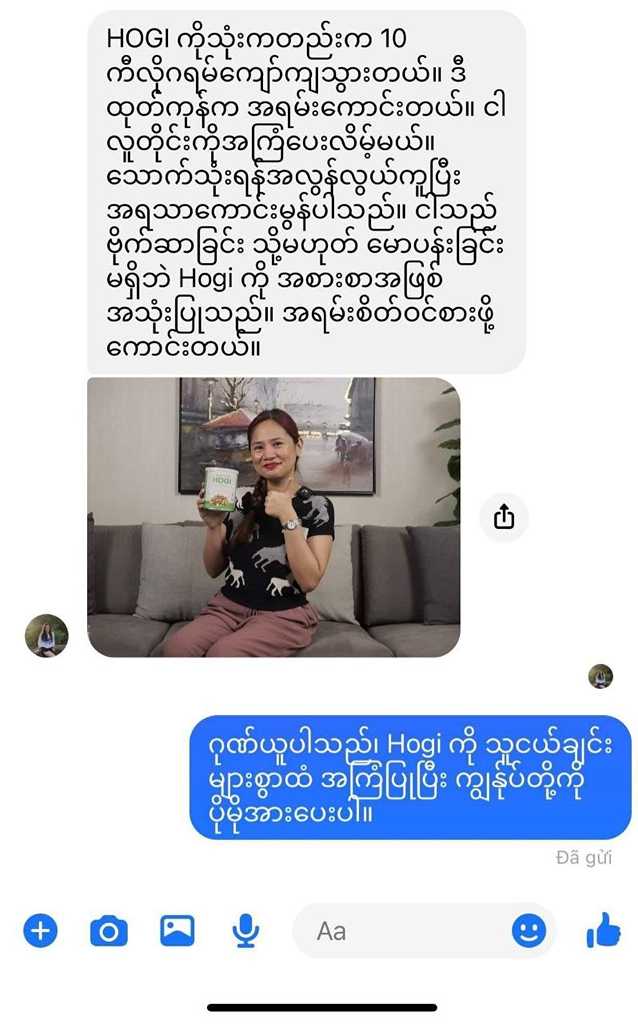 HOGI ကိုသုံးကတည်းက 10
ကီလိုဂရမ်ကျော်ကျသွားတယ်။ ဒီ
ထုတ်ကုန်က အရမ်းကောင်းတယ်။ ငါ
လူတိုင်းကိုအကြံပေးလိမ့်မယ်။
သောက်သုံးရန်အလွန်လွယ်ကူပြီး
အရသာကောင်းမွန်ပါသည်။ ငါသည်
ဗိုက်ဆာခြင်း သို့မဟုတ် မောပန်းခြင်း
မရှိဘဲ Hogi ကို အစားစာအဖြစ်
အသုံးပြုသည်။ အရမ်းစိတ်ဝင်စားဖို့
ကောင်းတယ်။
HOGI
ဂုဏ်ယူပါသည်၊ Hogi ကို သူငယ်ချင်း
များစွာထံ အကြံပြုပြီး ကျွန်ုပ်တို့ကို
ပိုမိုအားပေးပါ။
Đã gửi
Aa